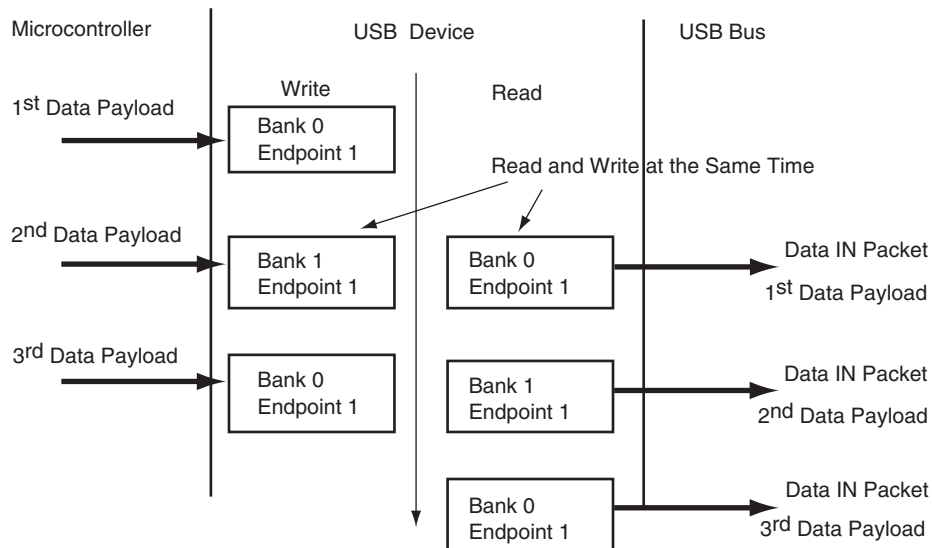 Microcontroller
USB Device
USB Bus
Write
Read
1st Data Payload
Bank 0
Endpoint 1
Read and Write at the Same Time
2nd Data Payload
Bank 1
Endpoint 1
Bank 0
Endpoint 1
Data IN Packet
1st Data Payload
3rd Data Payload
Bank 0
Endpoint 1
Bank 1
Endpoint 1
Data IN Packet
2nd Data Payload
Bank 0
Endpoint 1
Data IN Packet
3rd Data Payload